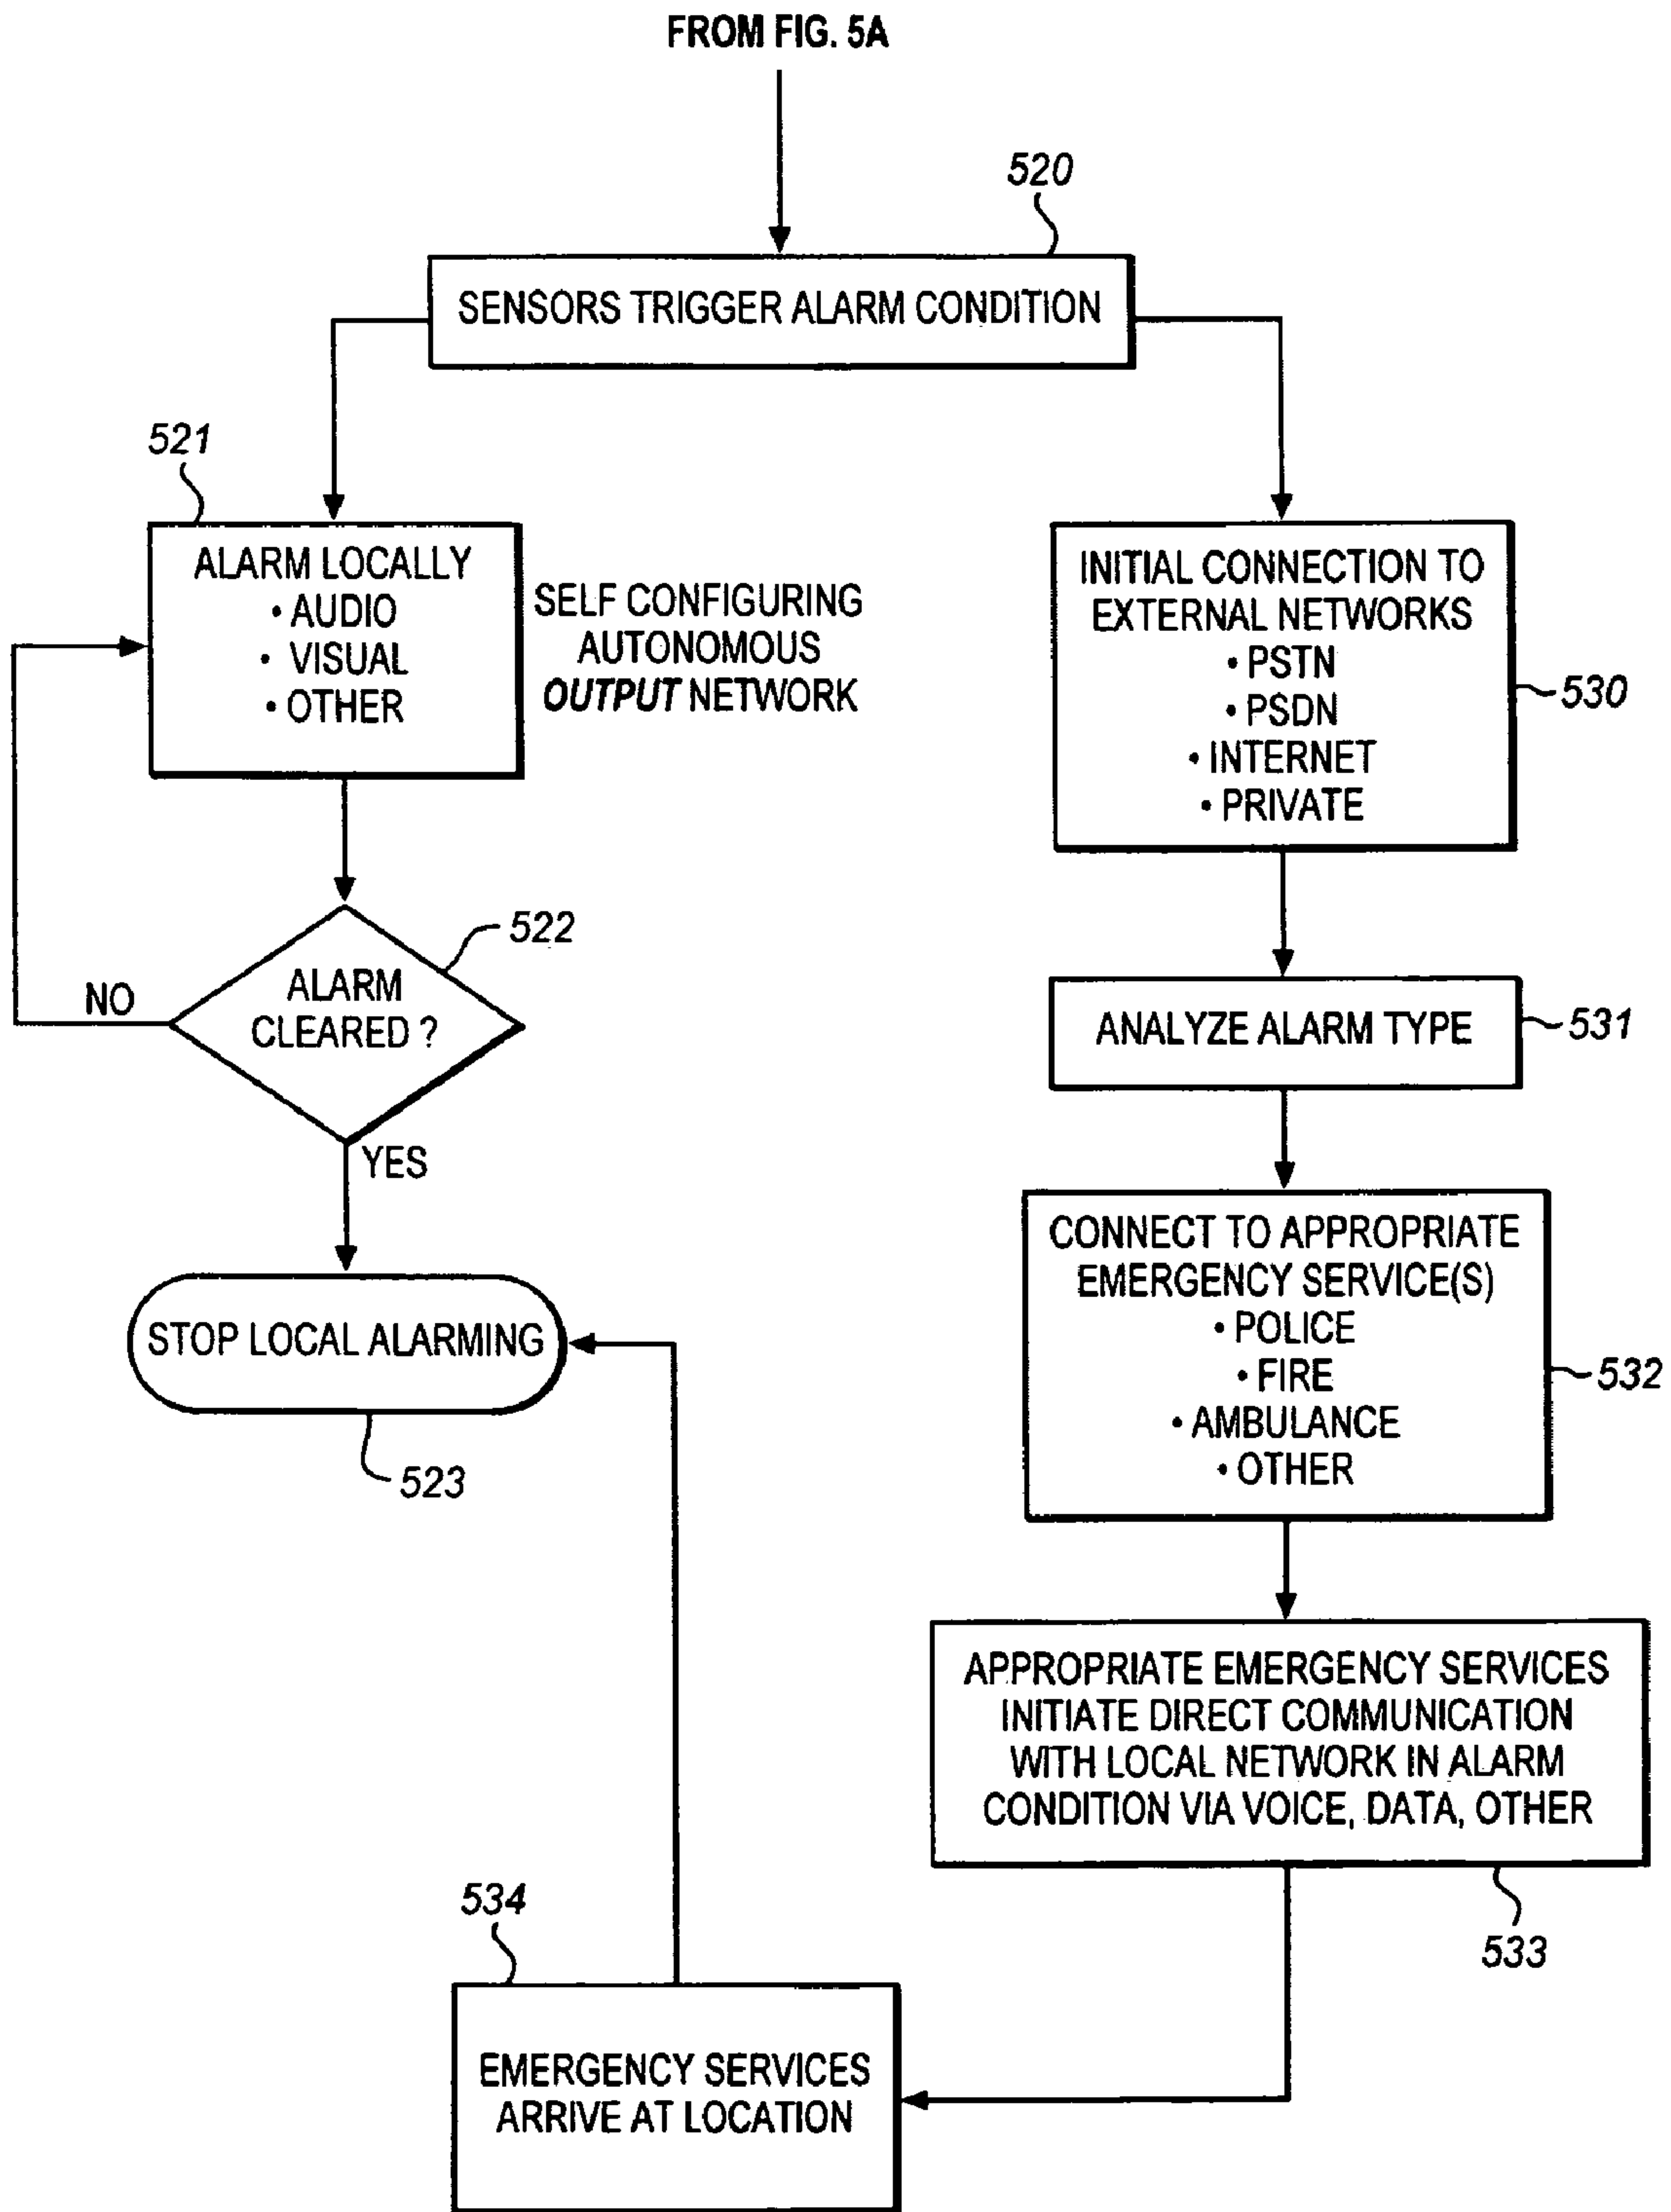 FROM FIG. 5A
520
SENSORS TRIGGER ALARM CONDITION
521
ALARM LOCALLY
• AUDIO
• VISUAL
• OTHER
SELF CONFIGURING
AUTONOMOUS
OUTPUT NETWORK
522
ALARM
CLEARED ?
NO
YES
STOP LOCAL ALARMING
523
INITIAL CONNECTION TO
EXTERNAL NETWORKS
• PSTN
• PSDN
• INTERNET
• PRIVATE
530
ANALYZE ALARM TYPE
531
CONNECT TO APPROPRIATE
EMERGENCY SERVICE(S)
• POLICE
• FIRE
• AMBULANCE
• OTHER
532
APPROPRIATE EMERGENCY SERVICES
INITIATE DIRECT COMMUNICATION
WITH LOCAL NETWORK IN ALARM
CONDITION VIA VOICE, DATA, OTHER
533
534
EMERGENCY SERVICES
ARRIVE AT LOCATION